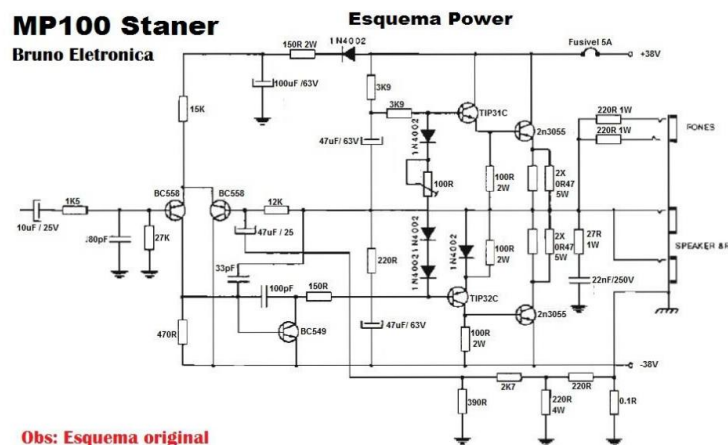 MP100 Staner
Esquema Power
Bruno Eletronica
150R 2W
1N4002
Fusivel 5A
+38V
100uF/63V
3K9
15K
3K9
TIP31C
2n3055
220R 1W
220R 1W
FONES
1N4002
47uF/ 63V
100R
100R
2W
2X
0R47
5W
BC558
BC558
1K5
12K
10uF / 25V
27K
47uF / 25
220R
1N4002
1N4002
100R
2W
2X
0R47
5W
27R
1W
22nF/250V
33pF
100pF
150R
TIP32C
470R
BC549
47uF/ 63V
100R
2W
2n3055
-38V
390R
2K7
220R
220R
4W
0.1R
Obs: Esquema original